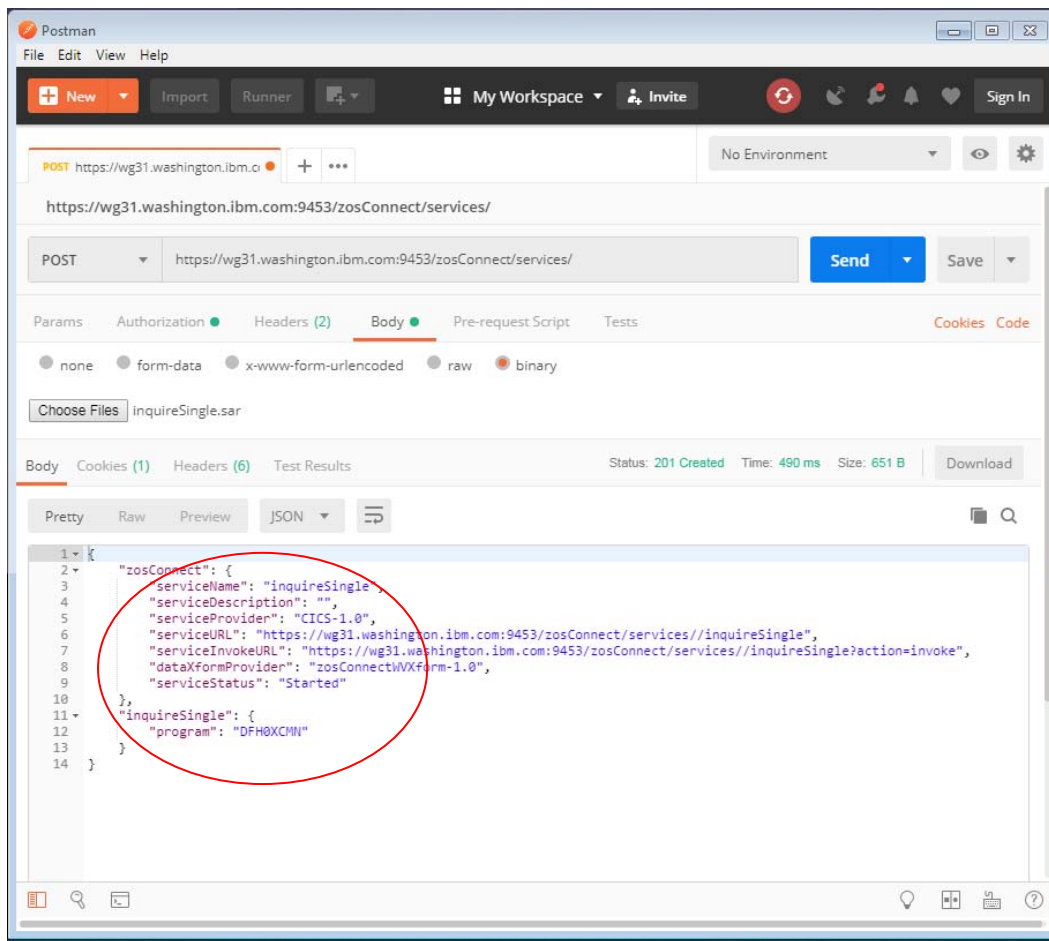 Postman
File Edit View Help
New Import Runner My Workspace Invite Sign In
POST https://wg31.washington.ibm.c No Environment
https://wg31.washington.ibm.com:9453/zosConnect/services/
POST https://wg31.washington.ibm.com:9453/zosConnect/services/ Send Save
Params Authorization Headers (2) Body Pre-request Script Tests Cookies Code
none form-data x-www-form-urlencoded raw binary
Choose Files inquireSingle.sar
Body Cookies (1) Headers (6) Test Results Status: 201 Created Time: 490 ms Size: 651 B Download
Pretty Raw Preview JSON
1 {
2 "zosConnect": {
3 "serviceName": "inquireSingle",
4 "serviceDescription": "",
5 "serviceProvider": "CICS-1.0",
6 "serviceURL": "https://wg31.washington.ibm.com:9453/zosConnect/services//inquireSingle",
7 "serviceInvokeURL": "https://wg31.washington.ibm.com:9453/zosConnect/services//inquireSingle?action=invoke",
8 "dataXformProvider": "zosConnectWVXform-1.0",
9 "serviceStatus": "Started"
10 },
11 "inquireSingle": {
12 "program": "DFH0XCMN"
13 }
14 }